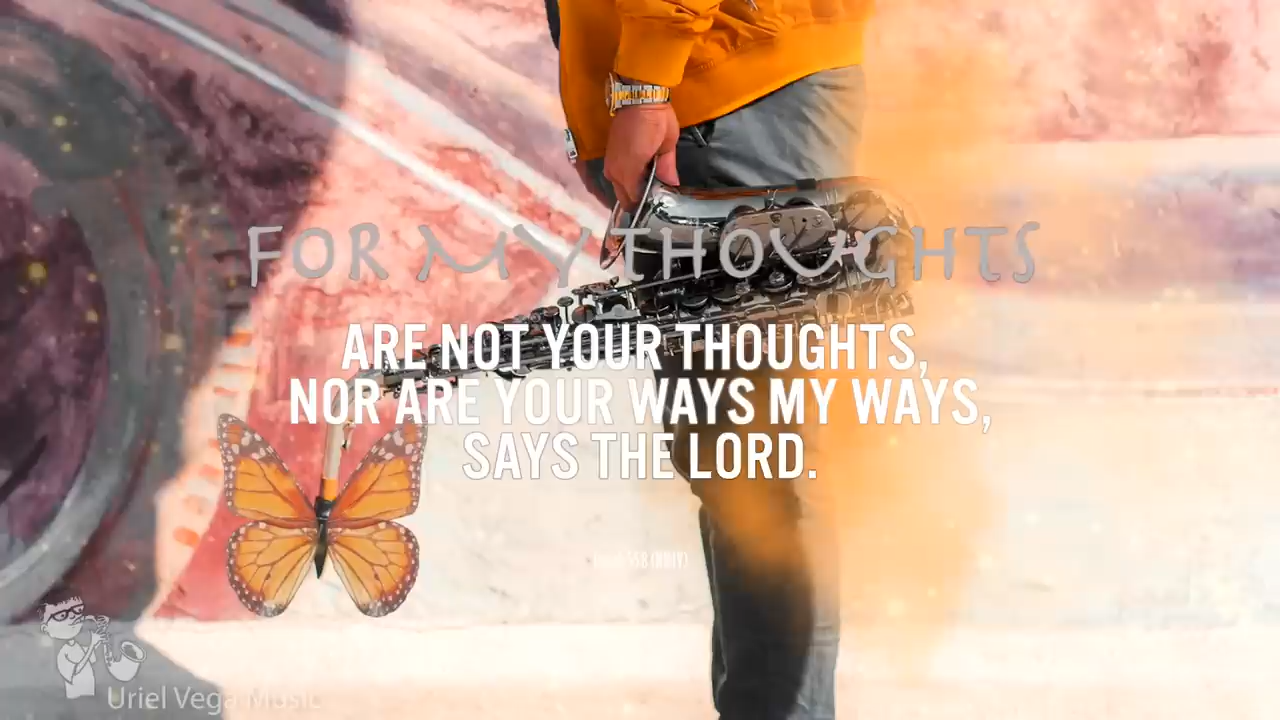 FOR MY THOUGHTS
ARE NOT YOUR THOUGHTS,
NOR ARE YOUR WAYS MY WAYS,
SAYS THE LORD.
Uriel Vega Music